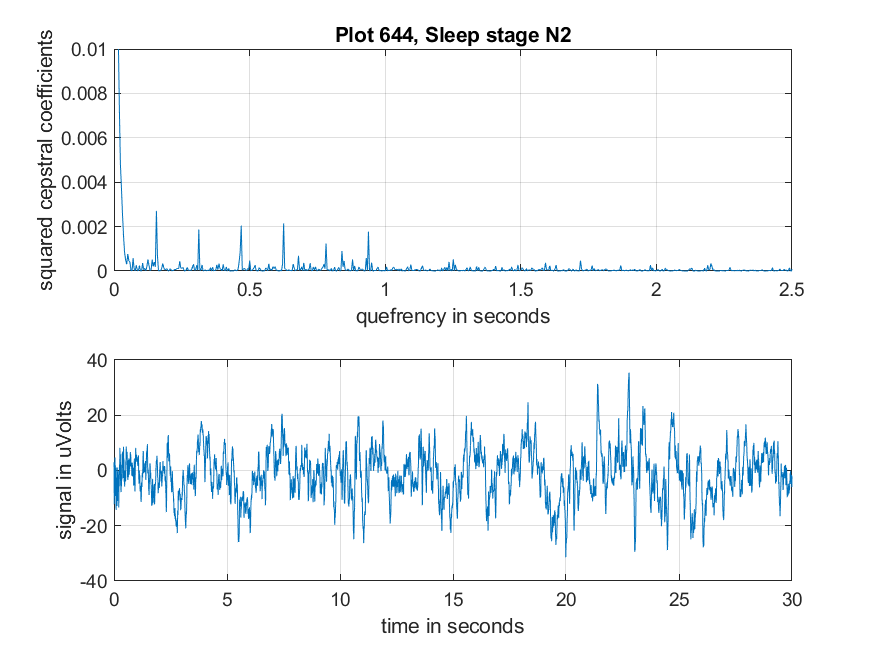 Plot 644, Sleep stage N2
squared cepstral coefficients
0.01
0.008
0.006
0.004
0.002
0
0 0.5 1 1.5 2 2.5
quefrency in seconds
signal in uVolts
40
20
0
-20
-40
0 5 10 15 20 25 30
time in seconds